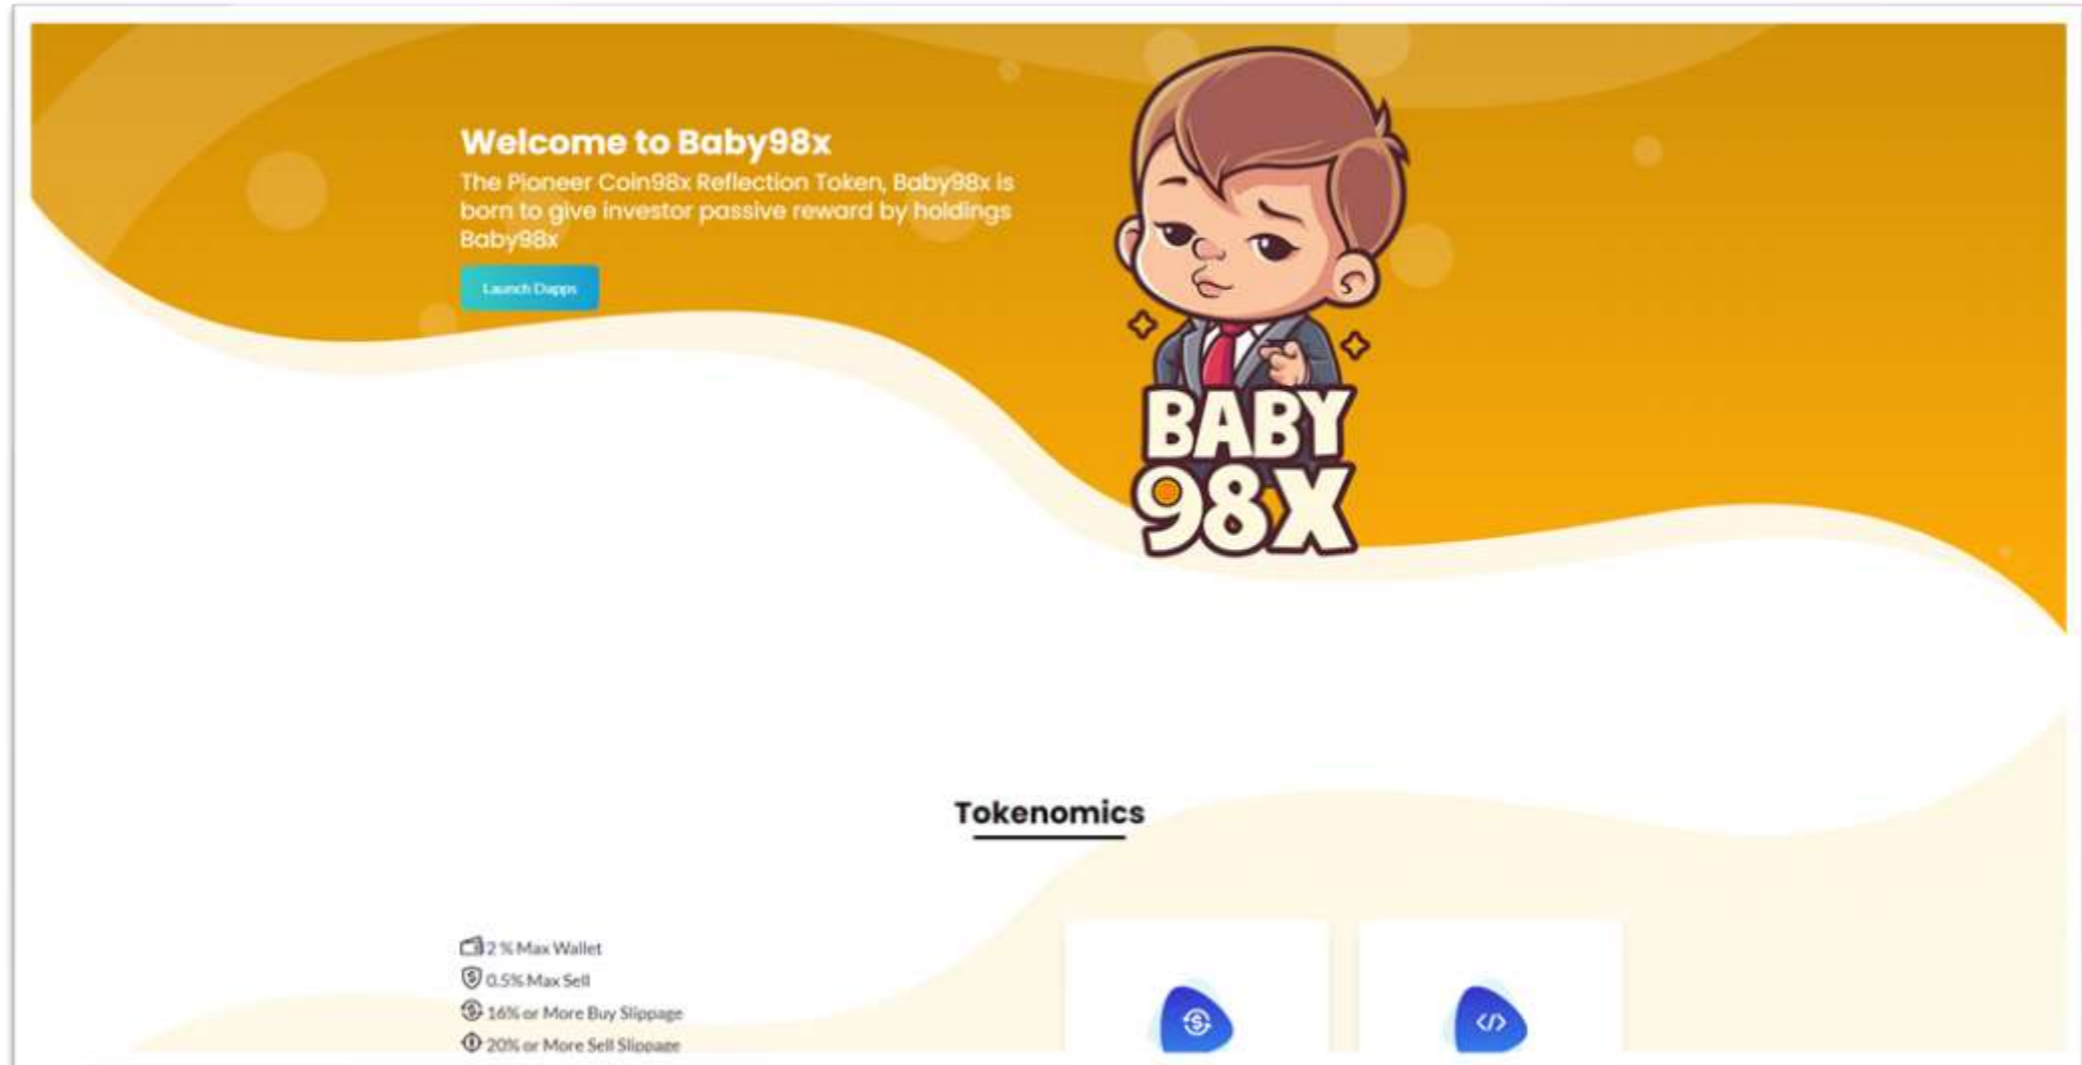 Welcome to Baby98x
The Pioneer Coin98x Reflection Token, Baby98x is
born to give investor passive reward by holdings
Baby98x
Launch Dapps
BABY
98X
Tokenomics
2 % Max Wallet
0.5% Max Sell
16% or More Buy Slippage
20% or More Sell Slippage